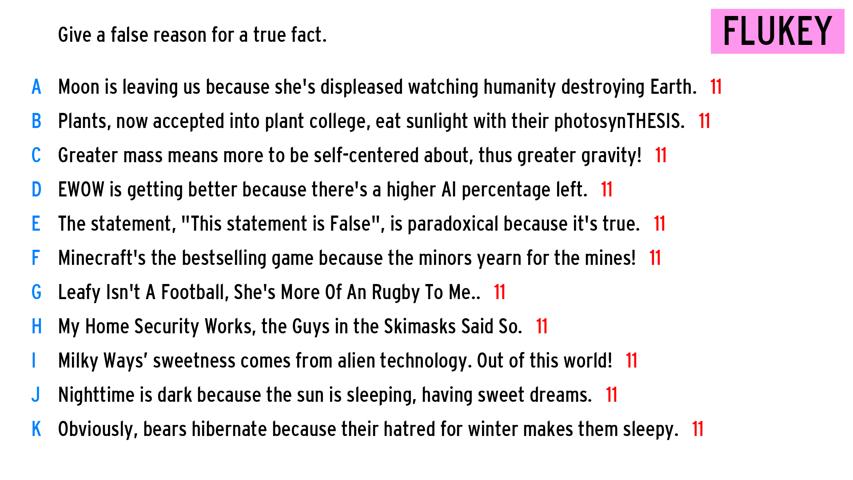 Give a false reason for a true fact.
FLUKEY
A Moon is leaving us because she's displeased watching humanity destroying Earth. 11
B Plants, now accepted into plant college, eat sunlight with their photosynTHESIS. 11
C Greater mass means more to be self-centered about, thus greater gravity! 11
D EWOW is getting better because there's a higher AI percentage left. 11
E The statement, "This statement is False", is paradoxical because it's true. 11
F Minecraft's the bestselling game because the minors yearn for the mines! 11
G Leafy Isn't A Football, She's More Of An Rugby To Me.. 11
H My Home Security Works, the Guys in the Skimasks Said So. 11
I Milky Ways’ sweetness comes from alien technology. Out of this world! 11
J Nighttime is dark because the sun is sleeping, having sweet dreams. 11
K Obviously, bears hibernate because their hatred for winter makes them sleepy. 11